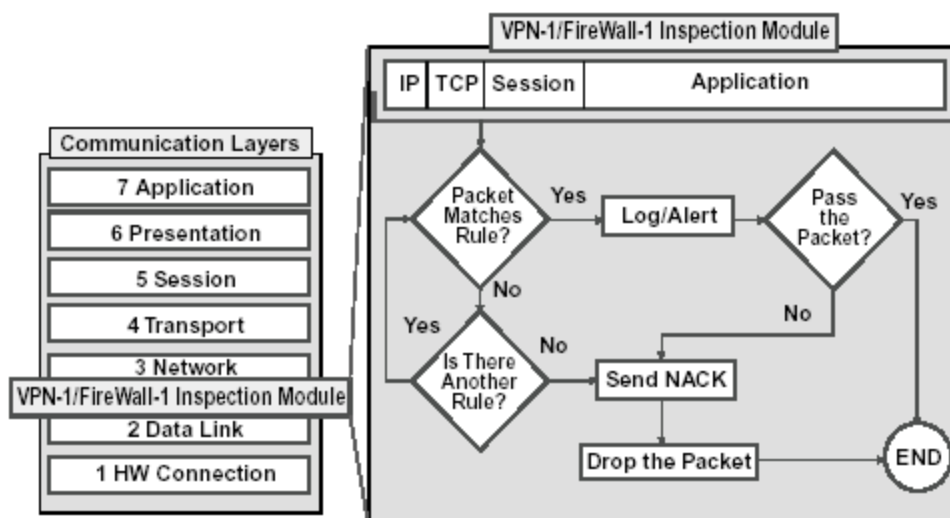 VPN-1/FireWall-1 Inspection Module
IP TCP Session Application
Communication Layers
7 Application
6 Presentation
5 Session
4 Transport
3 Network
VPN-1/FireWall-1 Inspection Module
2 Data Link
1 HW Connection
Packet
Matches
Rule?
Yes
Log/Alert
Pass
the
Packet?
Yes
No
No
Yes
Is There
Another
Rule?
No
Send NACK
Drop the Packet
END